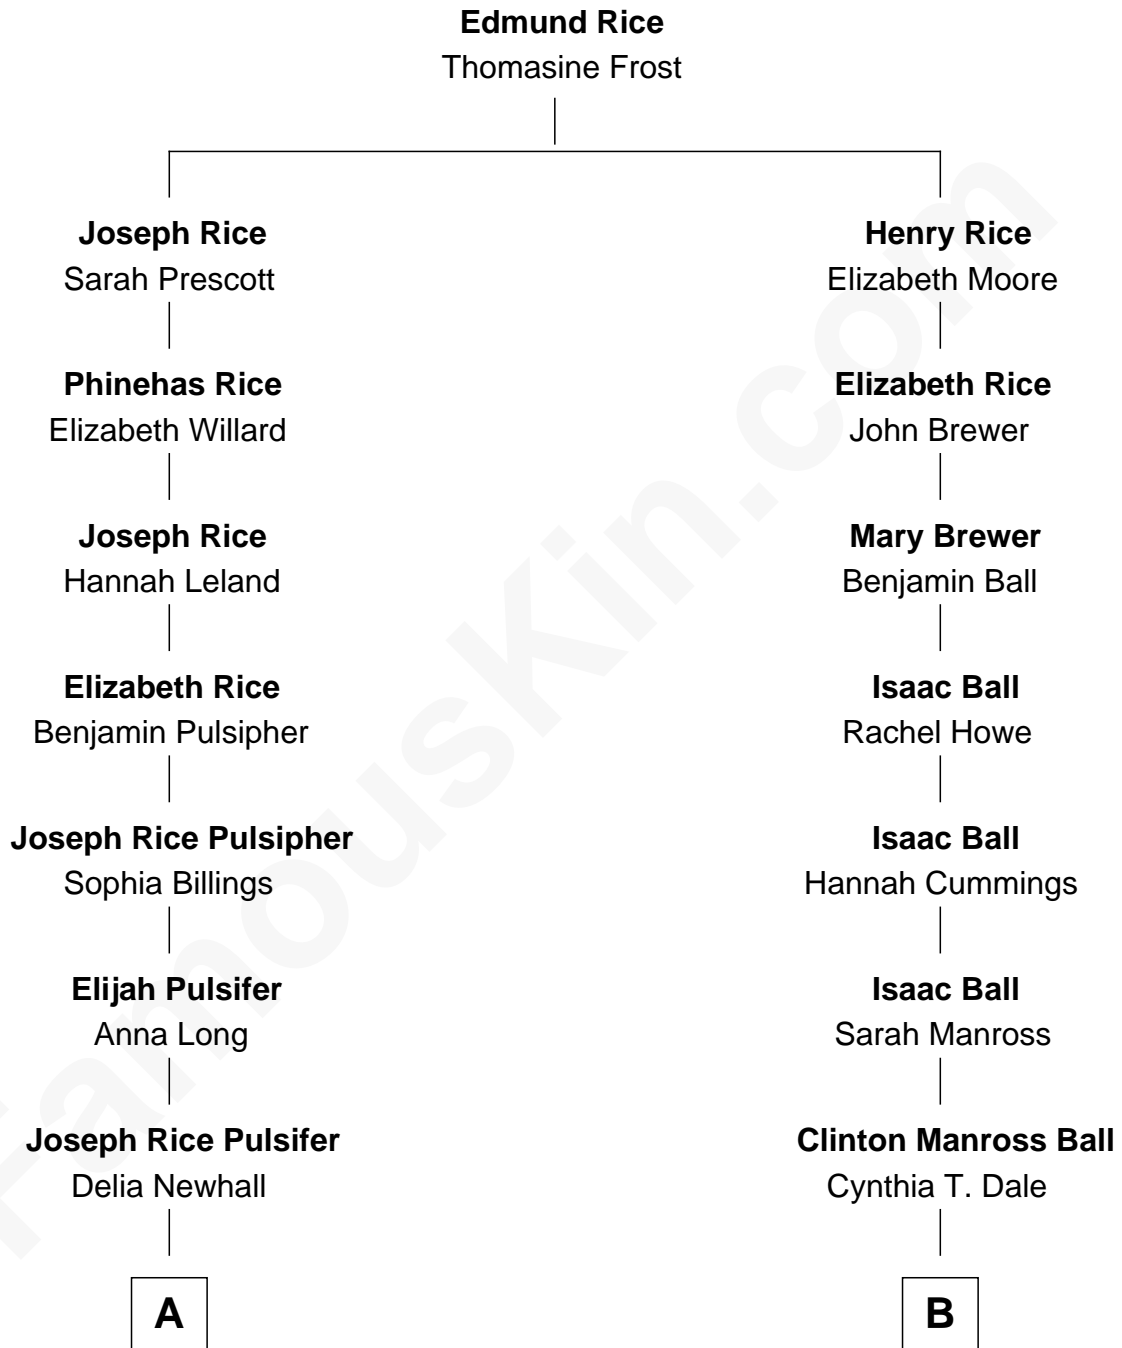 Edmund Rice
Thomasine Frost
Joseph Rice
Sarah Prescott
Henry Rice
Elizabeth Moore
Phinehas Rice
Elizabeth Willard
Elizabeth Rice
John Brewer
Joseph Rice
Hannah Leland
Mary Brewer
Benjamin Ball
Elizabeth Rice
Benjamin Pulsipher
Isaac Ball
Rachel Howe
Joseph Rice Pulsipher
Sophia Billings
Isaac Ball
Hannah Cummings
Elijah Pulsifer
Anna Long
Isaac Ball
Sarah Manross
Joseph Rice Pulsifer
Delia Newhall
Clinton Manross Ball
Cynthia T. Dale
A
B
FamousKin.com